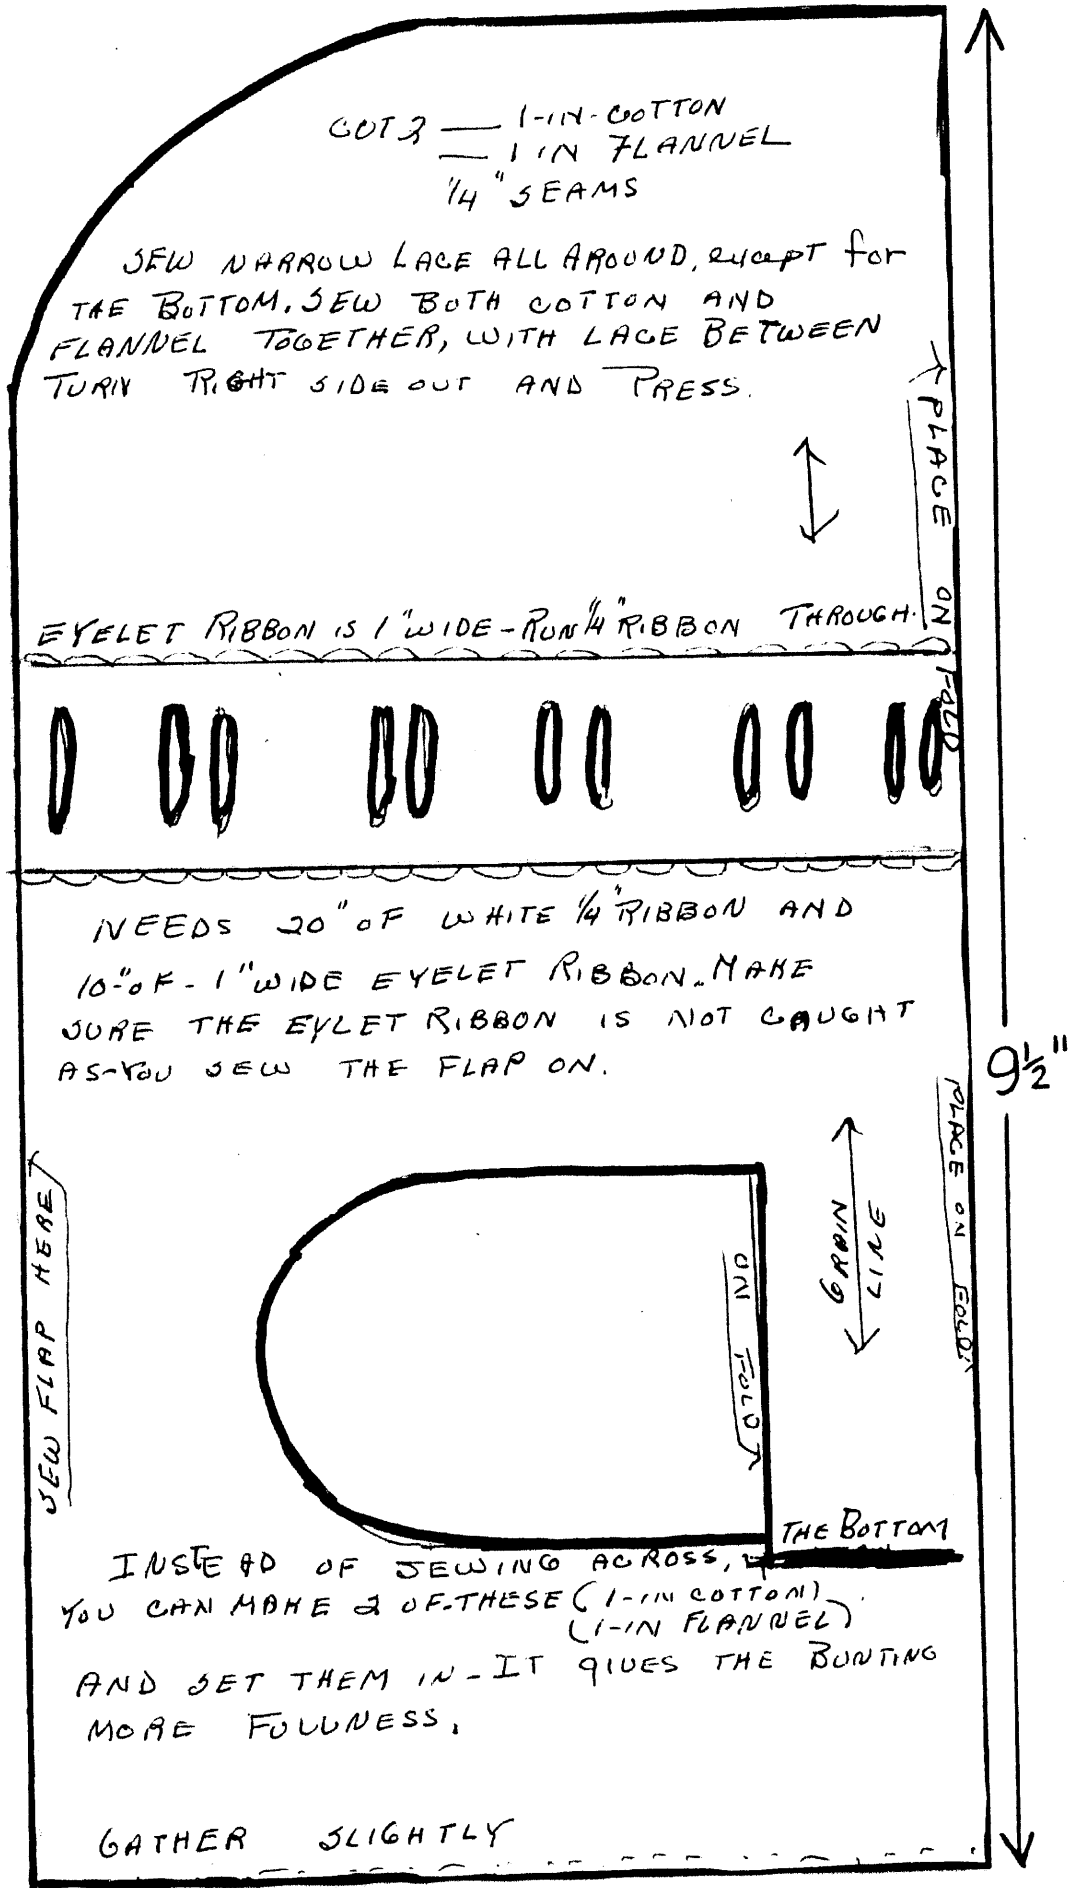 CUT 2 — 1-IN-COTTON
— 1 IN FLANNEL
1/4" SEAMS
SEW NARROW LACE ALL AROUND, except for
THE BOTTOM. SEW BOTH COTTON AND
FLANNEL TOGETHER, WITH LACE BETWEEN
TURN RIGHT SIDE OUT AND PRESS.
↑ PLACE ON FOLD
EYELET RIBBON IS 1" WIDE - RUN 1/4" RIBBON THROUGH.
NEEDS 20" OF WHITE 1/4" RIBBON AND
10" OF - 1" WIDE EYELET RIBBON. MAKE
SURE THE EYLET RIBBON IS NOT CAUGHT
AS-YOU SEW THE FLAP ON.
9 1/2"
PLACE ON FOLD
SEW FLAP HERE
GRAIN
LINE
ON FOLD
THE BOTTOM
INSTEAD OF SEWING ACROSS,
YOU CAN MAKE 2 OF-THESE (1-IN COTTOM)
(1-IN FLANNEL)
AND SET THEM IN - IT GIVES THE BUNTING
MORE FULLNESS.
GATHER SLIGHTLY